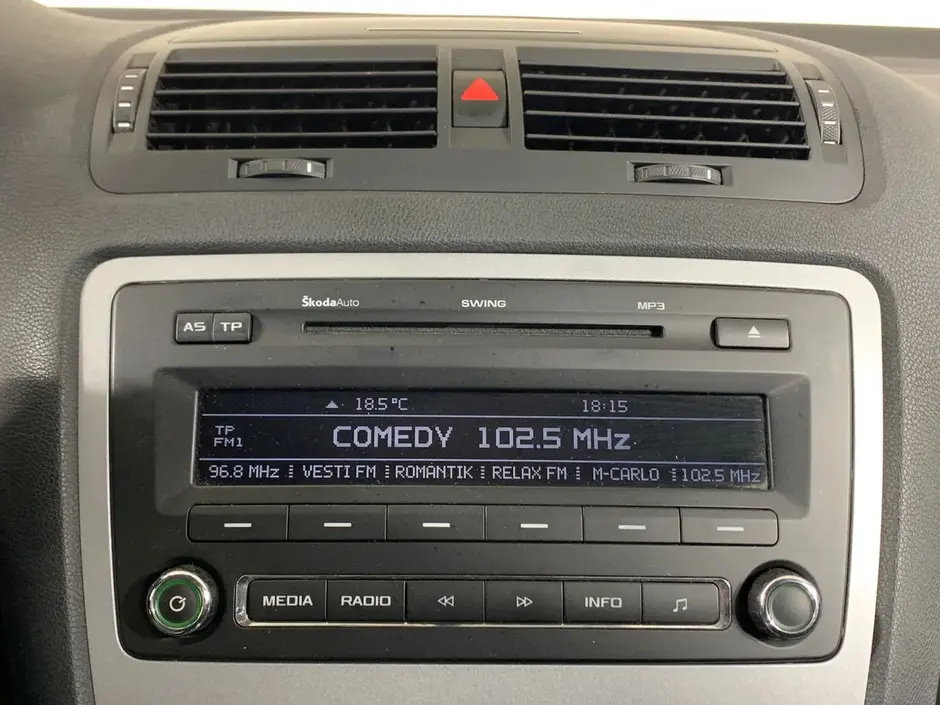 ŠkodaAuto SWING MP3
AS TP
18.5°C 18:15
TP
FM1
COMEDY 102.5 MHz
96.8 MHz VESTI FM ROMANTIK RELAX FM M-CARLO 102.5 MHz
MEDIA RADIO INFO